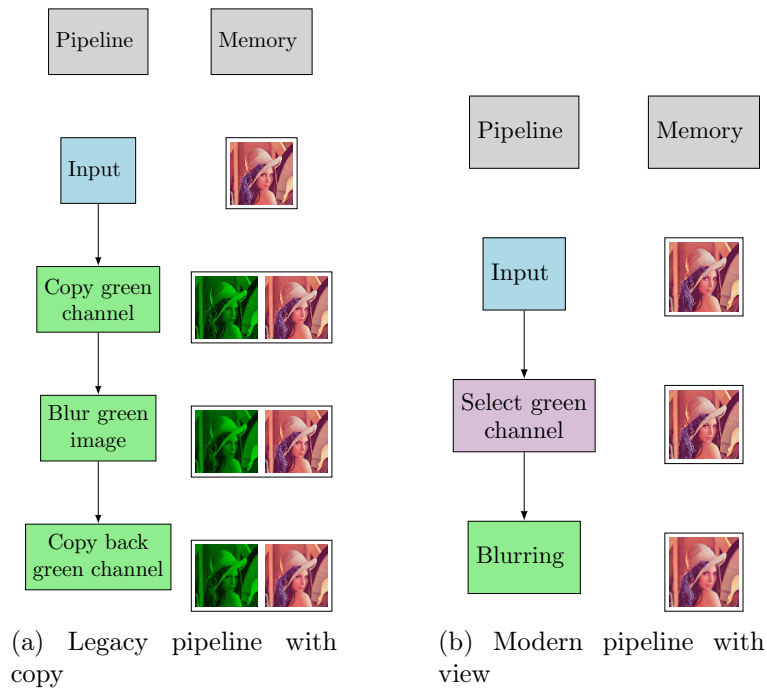 Pipeline
Memory
Input
Copy green
channel
Blur green
image
Copy back
green channel
(a) Legacy pipeline with
copy
Pipeline
Memory
Input
Select green
channel
Blurring
(b) Modern pipeline with
view